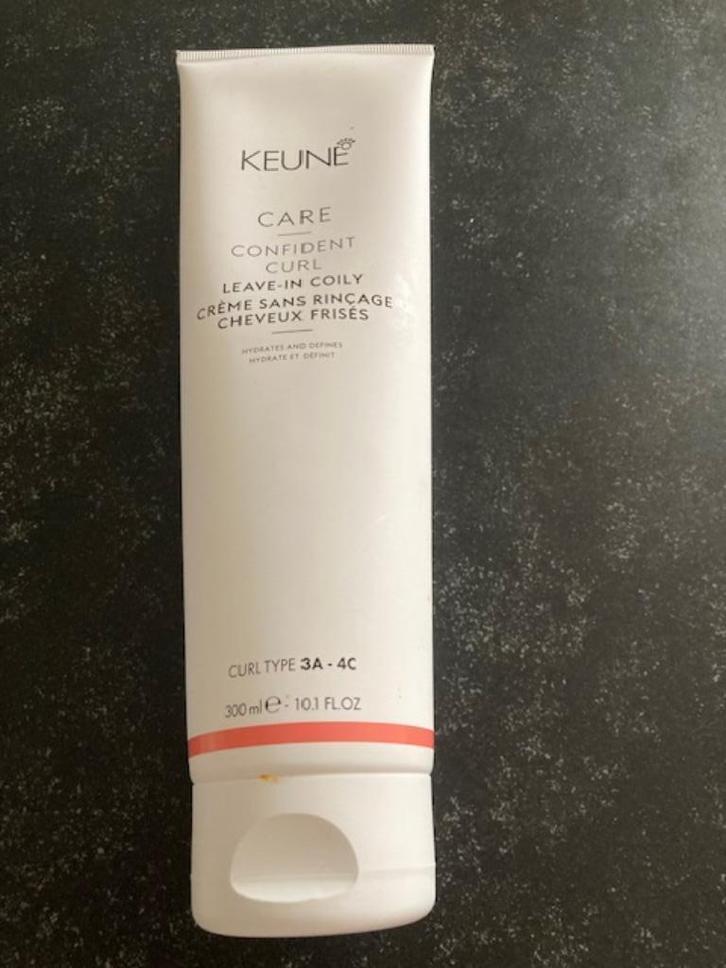 KEUNE
CARE
CONFIDENT
CURL
LEAVE-IN COILY
CRÈME SANS RINÇAGE
CHEVEUX FRISÉS
HYDRATES AND DEFINES
HYDRATE ET DÉFINIT
CURL TYPE 3A - 4C
300 ml ℮ - 10.1 FL.OZ